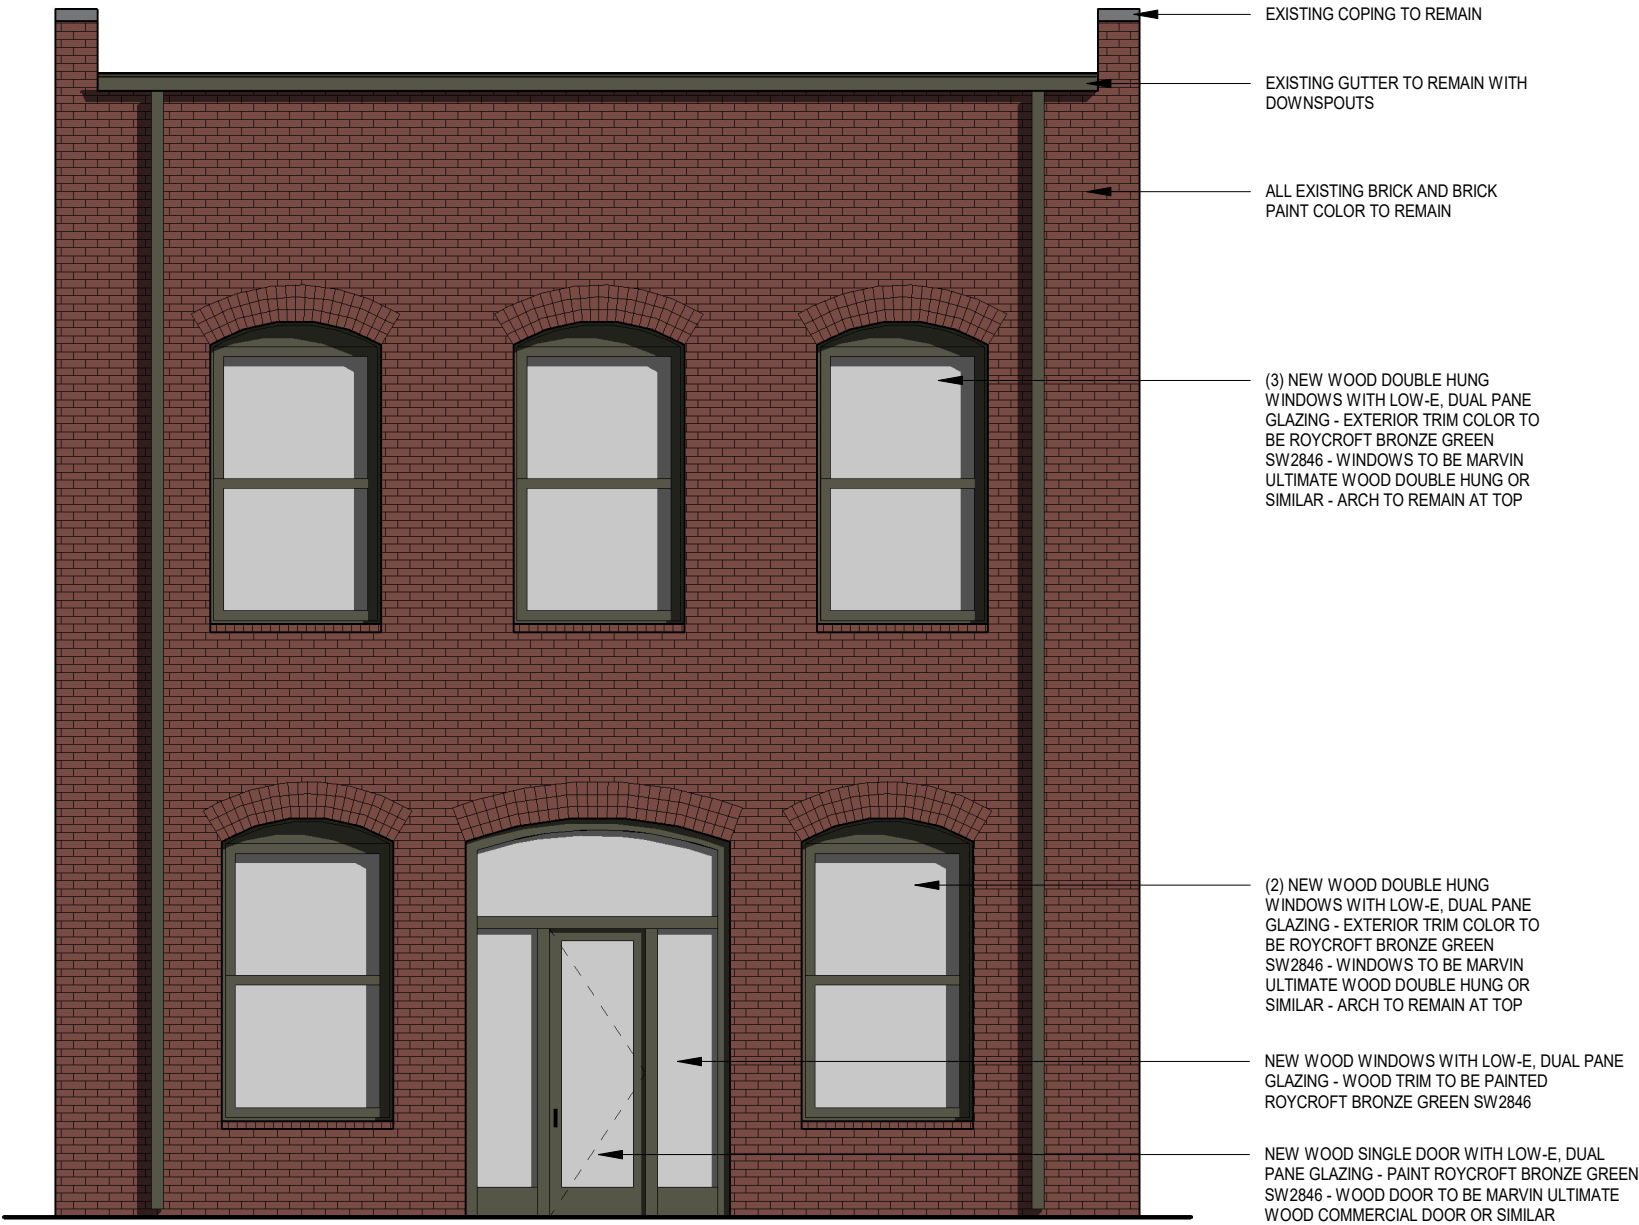 EXISTING COPING TO REMAIN
EXISTING GUTTER TO REMAIN WITH
DOWNSPOUTS
ALL EXISTING BRICK AND BRICK
PAINT COLOR TO REMAIN
(3) NEW WOOD DOUBLE HUNG
WINDOWS WITH LOW-E, DUAL PANE
GLAZING - EXTERIOR TRIM COLOR TO
BE ROYCROFT BRONZE GREEN
SW2846 - WINDOWS TO BE MARVIN
ULTIMATE WOOD DOUBLE HUNG OR
SIMILAR - ARCH TO REMAIN AT TOP
(2) NEW WOOD DOUBLE HUNG
WINDOWS WITH LOW-E, DUAL PANE
GLAZING - EXTERIOR TRIM COLOR TO
BE ROYCROFT BRONZE GREEN
SW2846 - WINDOWS TO BE MARVIN
ULTIMATE WOOD DOUBLE HUNG OR
SIMILAR - ARCH TO REMAIN AT TOP
NEW WOOD WINDOWS WITH LOW-E, DUAL PANE
GLAZING - WOOD TRIM TO BE PAINTED
ROYCROFT BRONZE GREEN SW2846
NEW WOOD SINGLE DOOR WITH LOW-E, DUAL
PANE GLAZING - PAINT ROYCROFT BRONZE GREEN
SW2846 - WOOD DOOR TO BE MARVIN ULTIMATE
WOOD COMMERCIAL DOOR OR SIMILAR